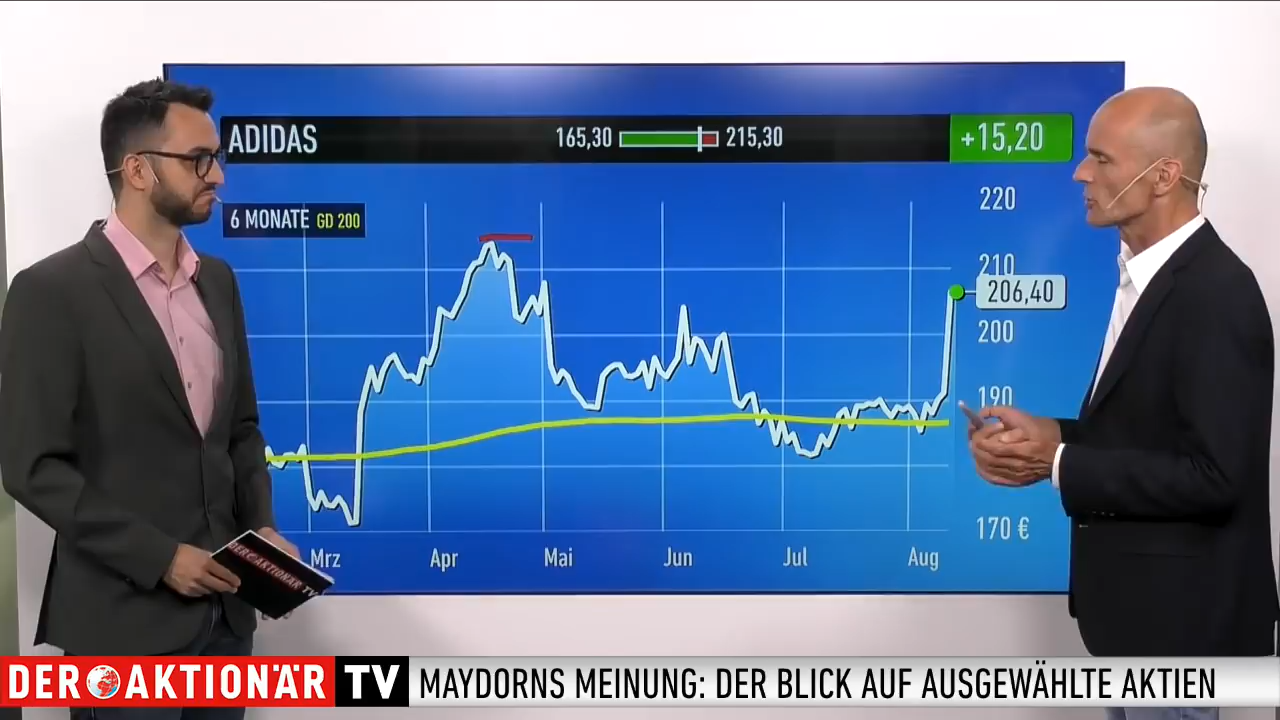 ADIDAS
165,30
215,30
+15,20
6 MONATE GD 200
220
210
206,40
200
190
170 €
Mrz
Apr
Mai
Jun
Jul
Aug
DER AKTIONÄR TV
DER AKTIONÄR TV
MAYDORNS MEINUNG: DER BLICK AUF AUSGEWÄHLTE AKTIEN